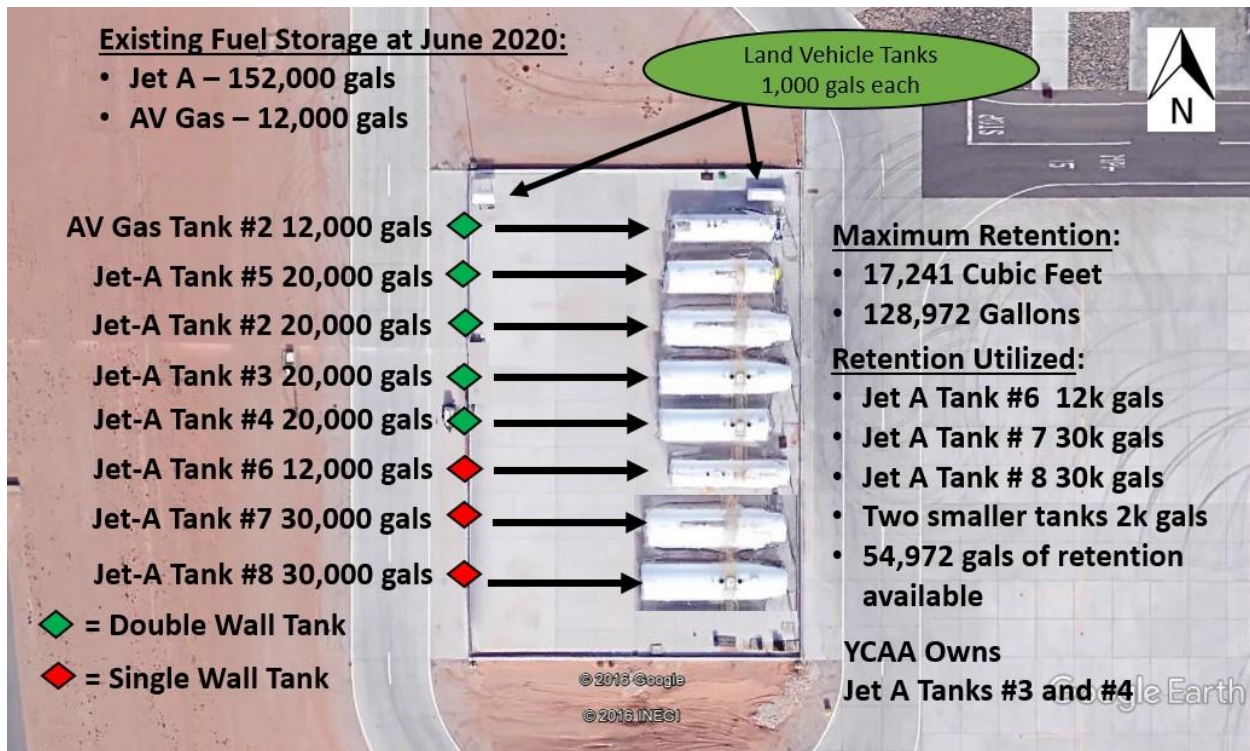 Existing Fuel Storage at June 2020:
• Jet A – 152,000 gals
• AV Gas – 12,000 gals
Land Vehicle Tanks
1,000 gals each
N
STOP
AV Gas Tank #2 12,000 gals
Jet-A Tank #5 20,000 gals
Jet-A Tank #2 20,000 gals
Jet-A Tank #3 20,000 gals
Jet-A Tank #4 20,000 gals
Jet-A Tank #6 12,000 gals
Jet-A Tank #7 30,000 gals
Jet-A Tank #8 30,000 gals
= Double Wall Tank
= Single Wall Tank
Maximum Retention:
• 17,241 Cubic Feet
• 128,972 Gallons
Retention Utilized:
• Jet A Tank #6 12k gals
• Jet A Tank # 7 30k gals
• Jet A Tank # 8 30k gals
• Two smaller tanks 2k gals
• 54,972 gals of retention
available
YCAA Owns
Jet A Tanks #3 and #4
© 2016 Google
© 2016 INEGI
Google Earth